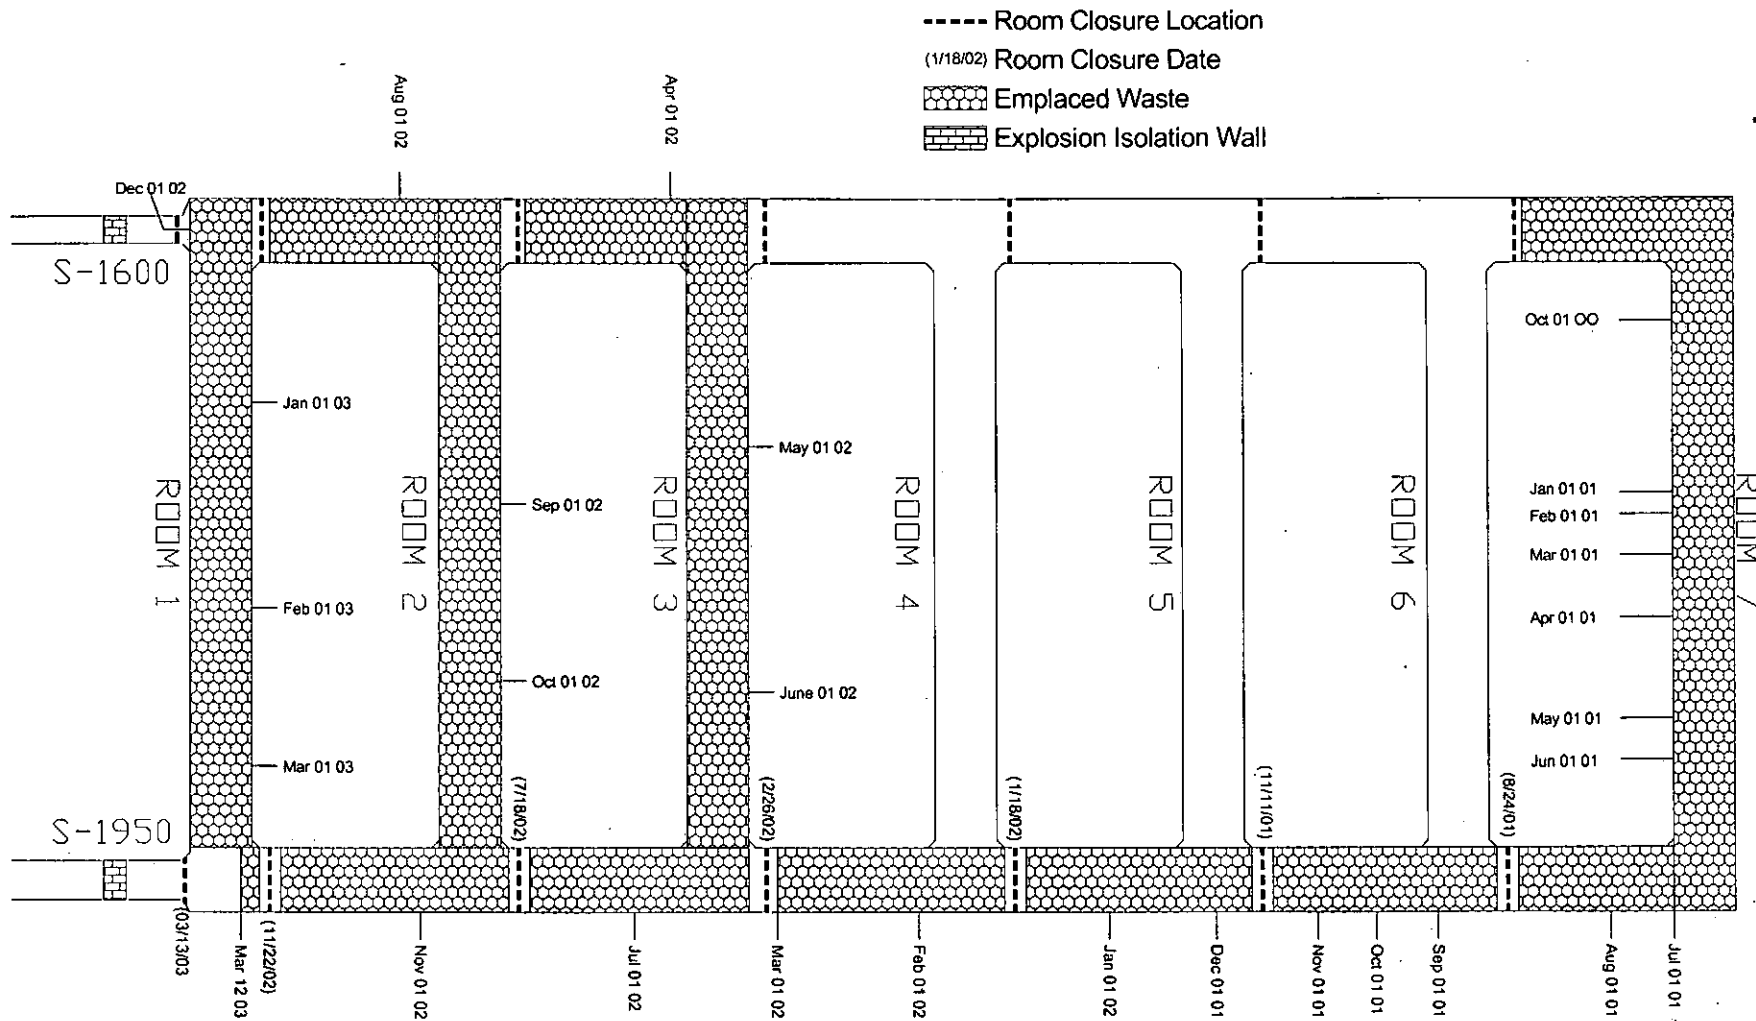 Room Closure Location
(1/18/02) Room Closure Date
Emplaced Waste
Explosion Isolation Wall
Aug 01 02
Apr 01 02
Dec 01 02
S-1600
Oct 01 OO
Jan 01 03
May 01 02
Sep 01 02
Jan 01 01
Feb 01 01
Mar 01 01
Apr 01 01
May 01 01
Jun 01 01
ROOM 1
ROOM 2
ROOM 3
ROOM 4
ROOM 5
ROOM 6
ROOM
Feb 01 03
Oct 01 02
June 01 02
Mar 01 03
S-1950
(7/18/02)
(2/26/02)
(1/18/02)
(11/11/01)
(8/24/01)
(03/13/03)
Mar 12 03
(11/22/02)
Nov 01 02
Jul 01 02
Mar 01 02
Feb 01 02
Jan 01 02
Dec 01 01
Nov 01 01
Oct 01 01
Sep 01 01
Aug 01 01
Jul 01 01